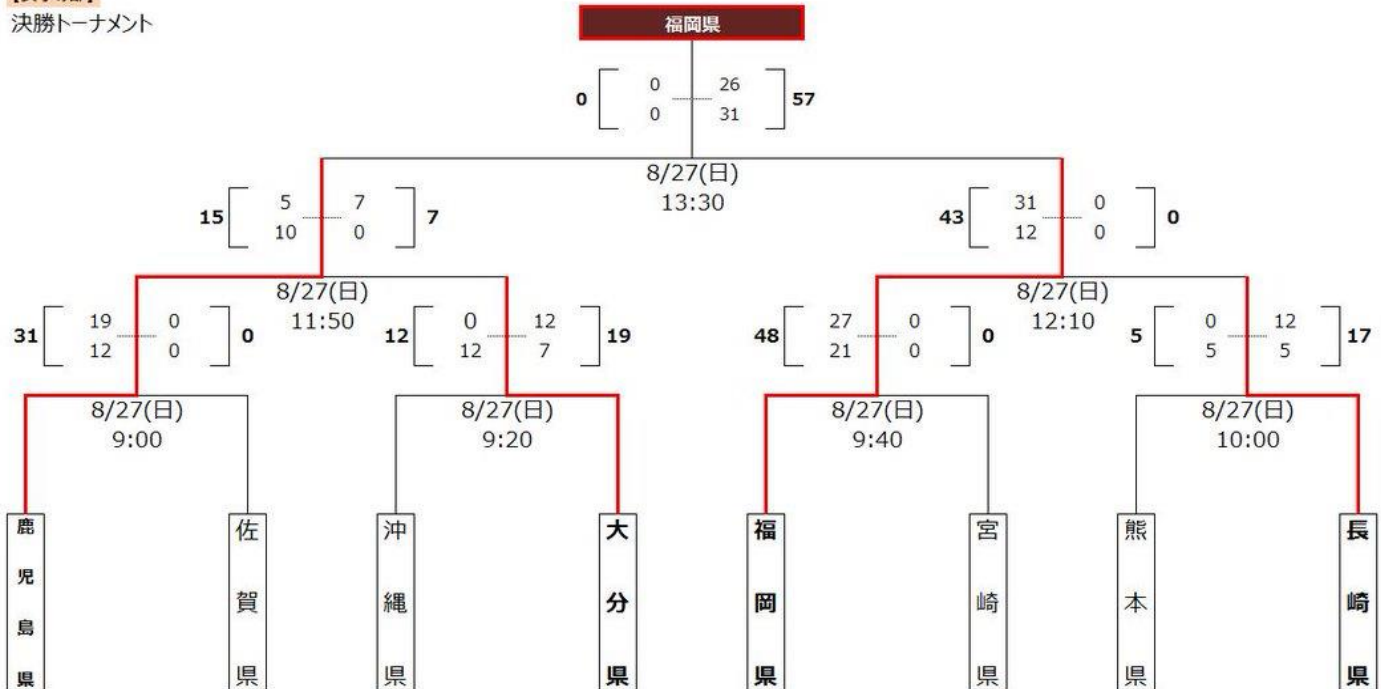 決勝トーナメント
福岡県
0 0 26 57
0 31
8/27(日)
13:30
15 5 7 7
10 0
43 31 0 0
12 0
8/27(日)
11:50
8/27(日)
12:10
31 19 0 0
12 0
12 0 12 19
12 7
48 27 0 0
21 0
5 0 12 17
5 5
8/27(日)
9:00
8/27(日)
9:20
8/27(日)
9:40
8/27(日)
10:00
鹿児島県
佐賀県
沖縄県
大分県
福岡県
宮崎県
熊本県
長崎県